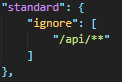 "standard": {
"ignore": [
"/api/**"
]
},